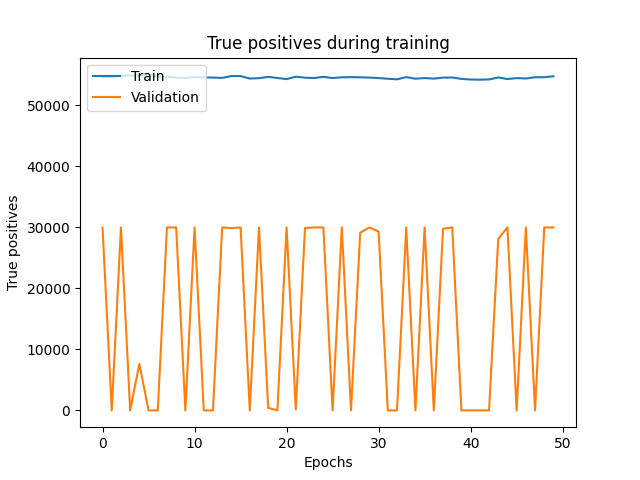 True positives during training
Train
Validation
True positives
50000
40000
30000
20000
10000
0
0 10 20 30 40 50
Epochs